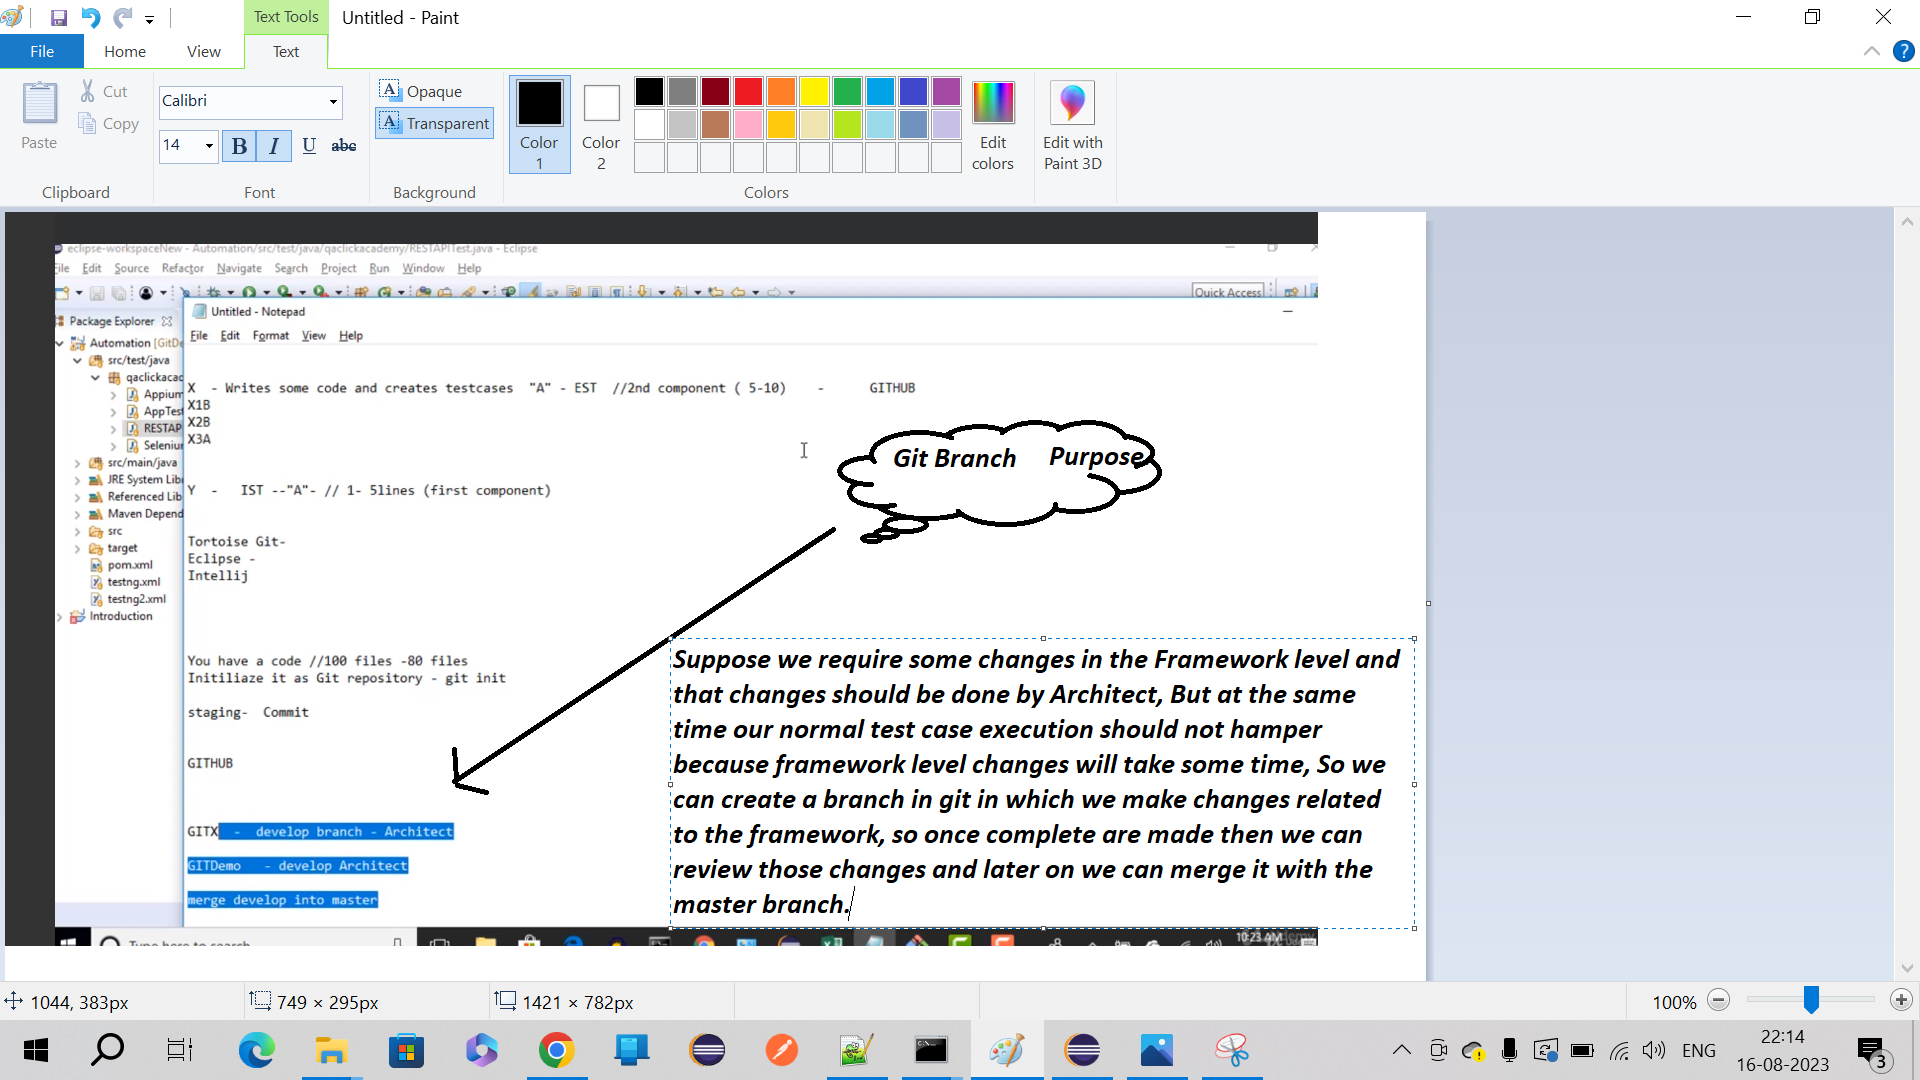 Text Tools
Untitled - Paint
File
Home
View
Text
Paste
Cut
Copy
Clipboard
Calibri
14
B I U abc
Font
Opaque
Transparent
Background
Color 1
Color 2
Colors
Edit colors
Edit with Paint 3D
eclipse-workspaceNew - Automation/src/test/java/qaclickacademy/RESTAPITest.java - Eclipse
File Edit Source Refactor Navigate Search Project Run Window Help
Quick Access
Package Explorer
Automation [GitDe
src/test/java
qaclickacad
Appium
AppTes
RESTAP
Seleniu
src/main/java
JRE System Libr
Referenced Lib
Maven Depend
src
target
pom.xml
testng.xml
testng2.xml
Introduction
Untitled - Notepad
File Edit Format View Help
X - Writes some code and creates testcases "A" - EST //2nd component ( 5-10) - GITHUB
X1B
X2B
X3A
Y - IST --"A"- // 1- 5lines (first component)
Tortoise Git-
Eclipse -
Intellij
You have a code //100 files -80 files
Initiliaze it as Git repository - git init
staging- Commit
GITHUB
GITX - develop branch - Architect
GITDemo - develop Architect
merge develop into master
Git Branch Purpose
Suppose we require some changes in the Framework level and
that changes should be done by Architect, But at the same
time our normal test case execution should not hamper
because framework level changes will take some time, So we
can create a branch in git in which we make changes related
to the framework, so once complete are made then we can
review those changes and later on we can merge it with the
master branch.
Type here to search
10:23 AM
1044, 383px
749 × 295px
1421 × 782px
100%
ENG
22:14
16-08-2023
3